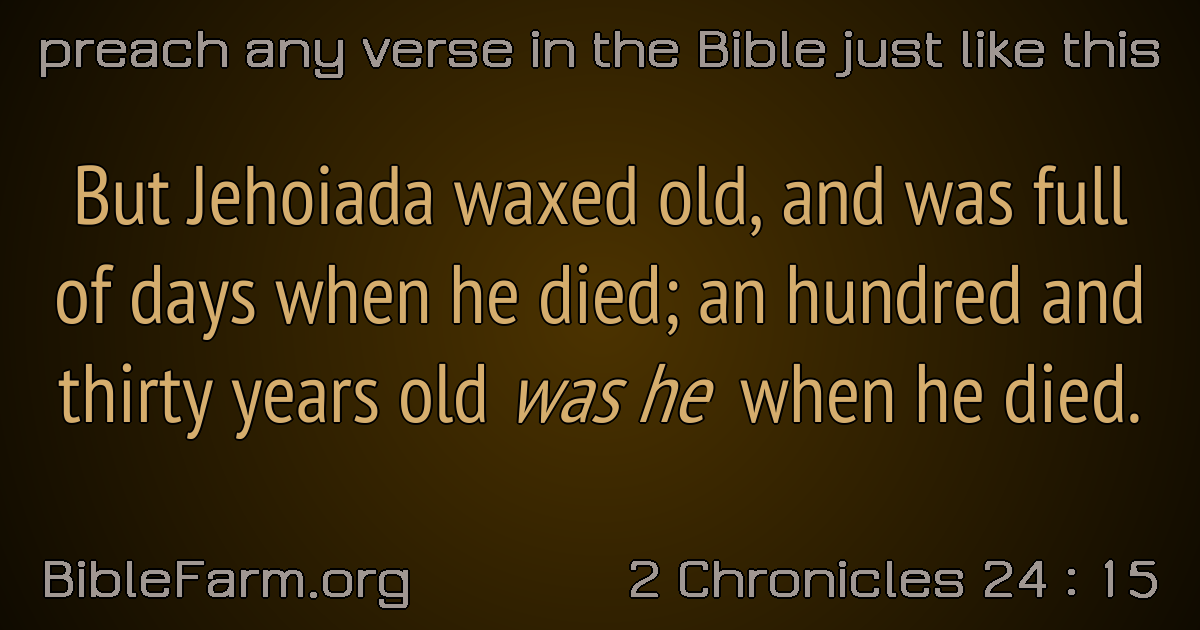 preach any verse in the Bible just like this
But Jehoiada waxed old, and was full
of days when he died; an hundred and
thirty years old was he when he died.
BibleFarm.org
2 Chronicles 24 : 15